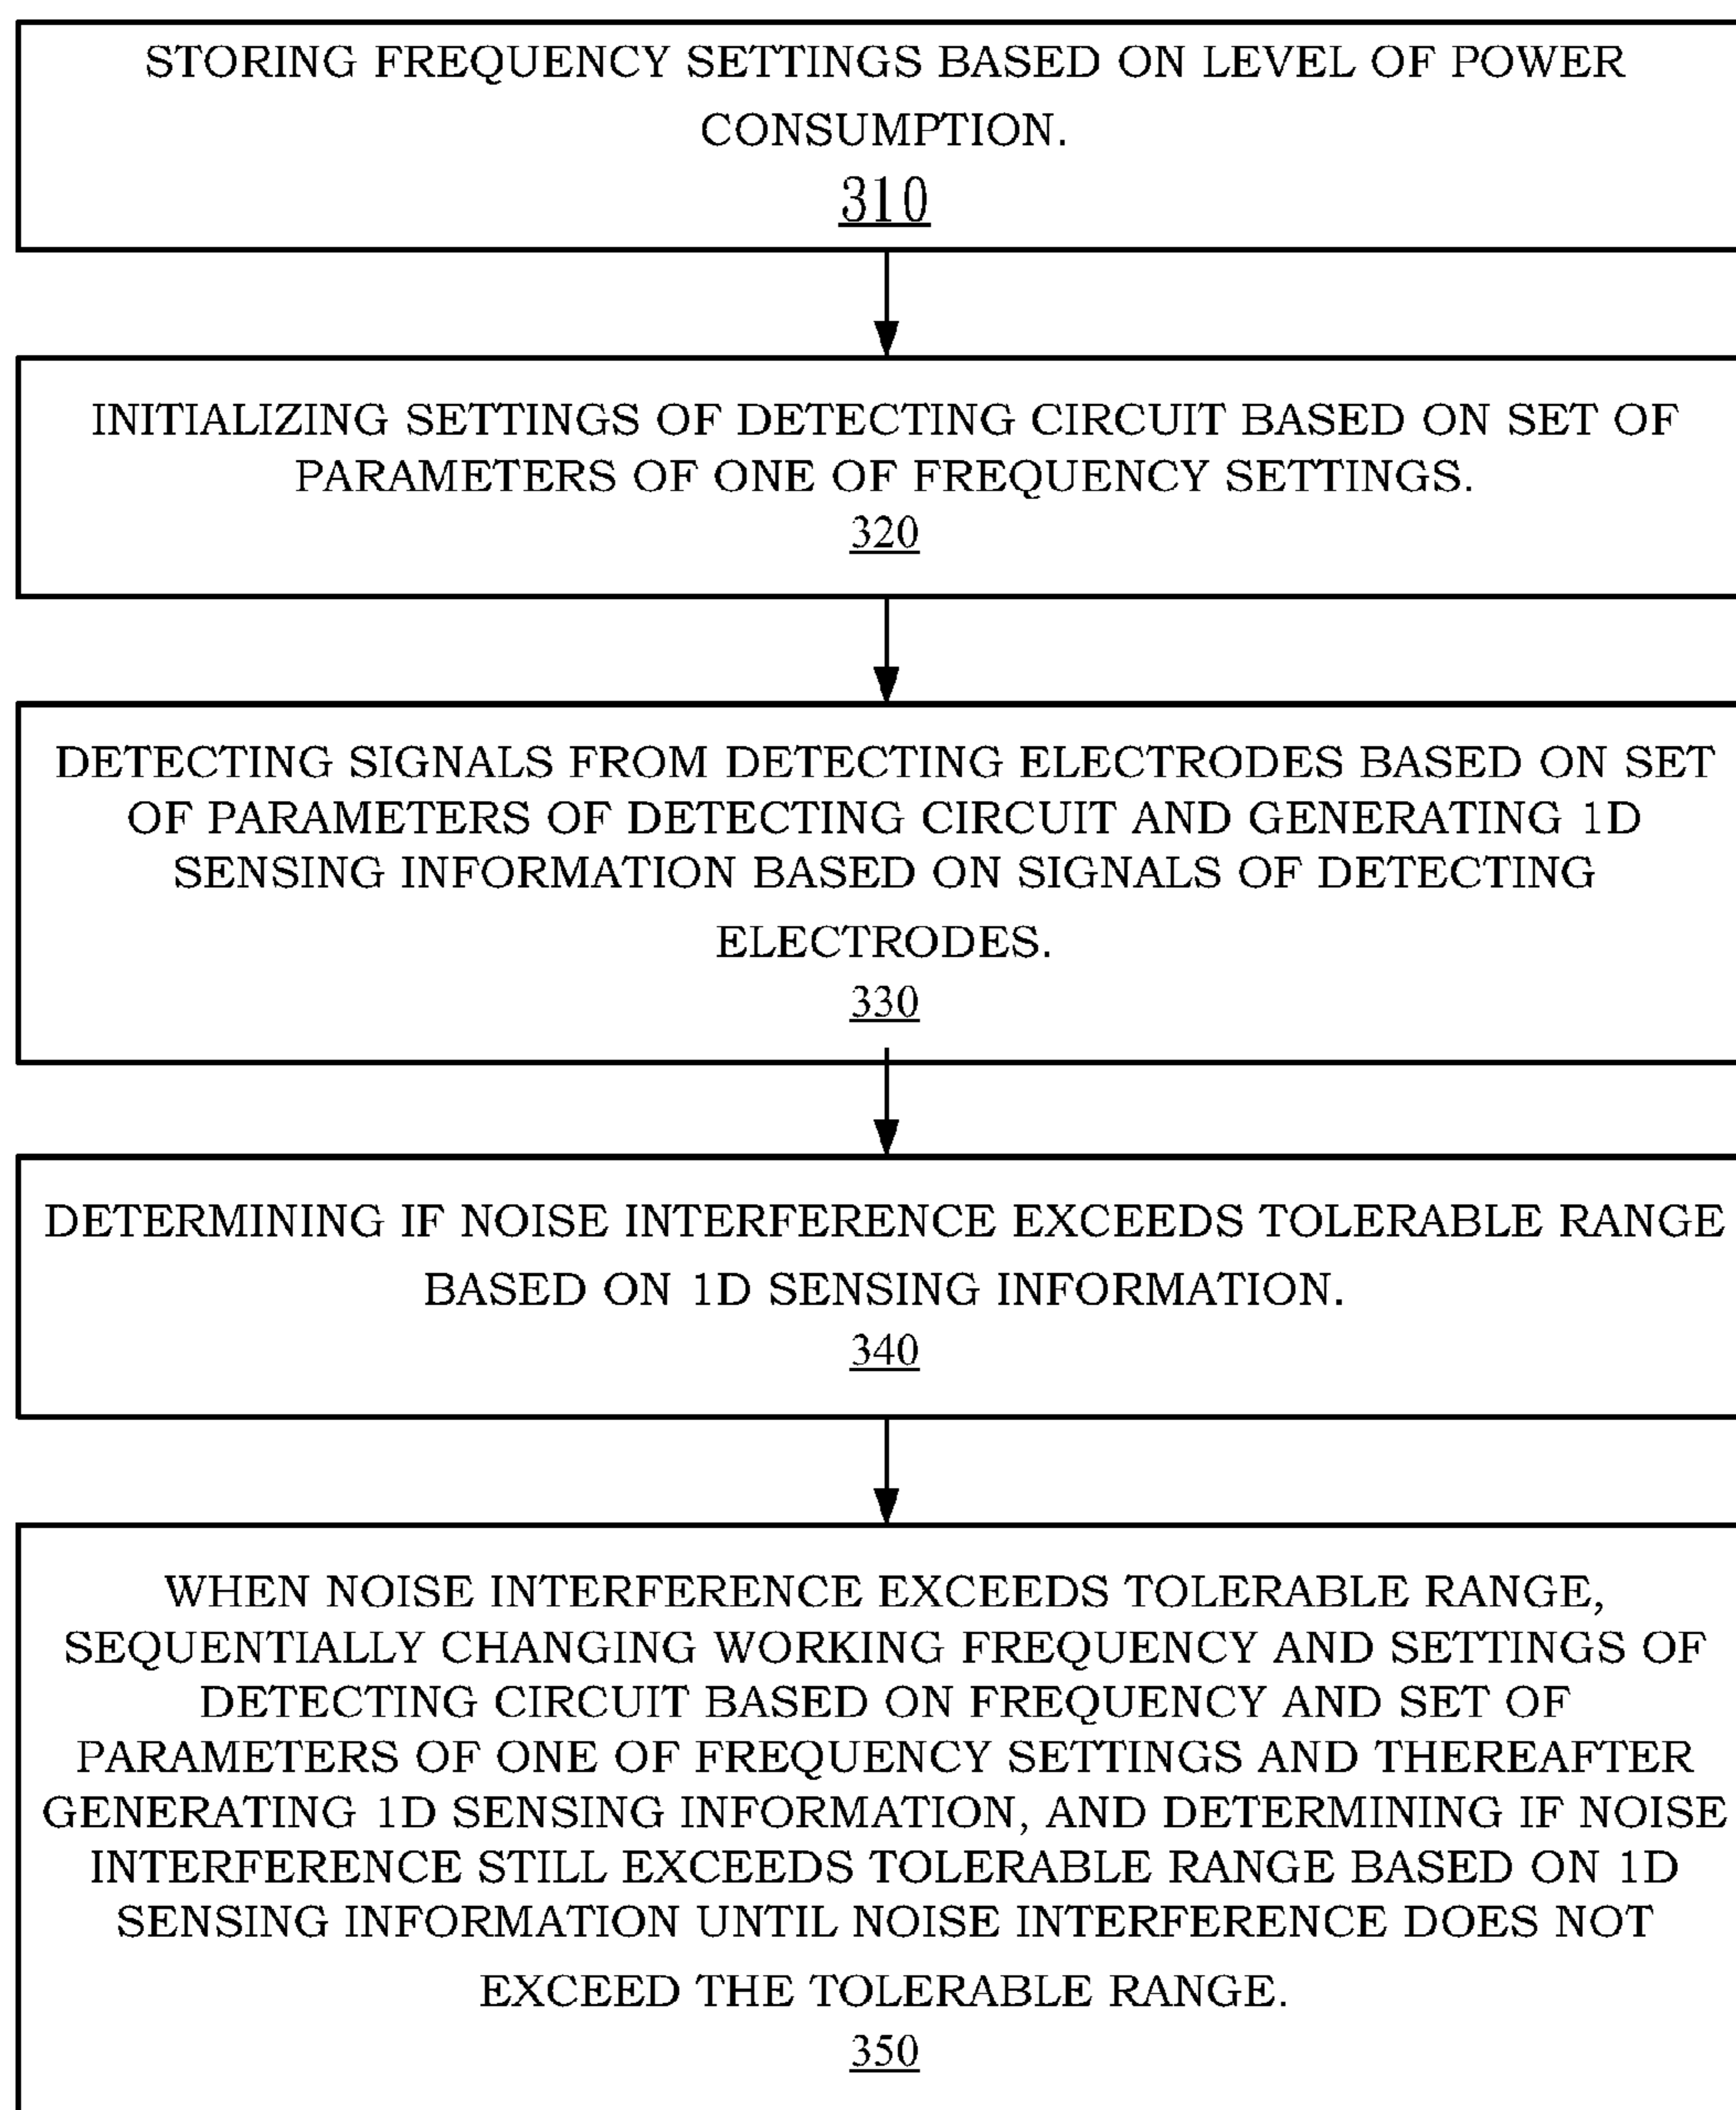 STORING FREQUENCY SETTINGS BASED ON LEVEL OF POWER
CONSUMPTION.
310
INITIALIZING SETTINGS OF DETECTING CIRCUIT BASED ON SET OF
PARAMETERS OF ONE OF FREQUENCY SETTINGS.
320
DETECTING SIGNALS FROM DETECTING ELECTRODES BASED ON SET
OF PARAMETERS OF DETECTING CIRCUIT AND GENERATING 1D
SENSING INFORMATION BASED ON SIGNALS OF DETECTING
ELECTRODES.
330
DETERMINING IF NOISE INTERFERENCE EXCEEDS TOLERABLE RANGE
BASED ON 1D SENSING INFORMATION.
340
WHEN NOISE INTERFERENCE EXCEEDS TOLERABLE RANGE,
SEQUENTIALLY CHANGING WORKING FREQUENCY AND SETTINGS OF
DETECTING CIRCUIT BASED ON FREQUENCY AND SET OF
PARAMETERS OF ONE OF FREQUENCY SETTINGS AND THEREAFTER
GENERATING 1D SENSING INFORMATION, AND DETERMINING IF NOISE
INTERFERENCE STILL EXCEEDS TOLERABLE RANGE BASED ON 1D
SENSING INFORMATION UNTIL NOISE INTERFERENCE DOES NOT
EXCEED THE TOLERABLE RANGE.
350